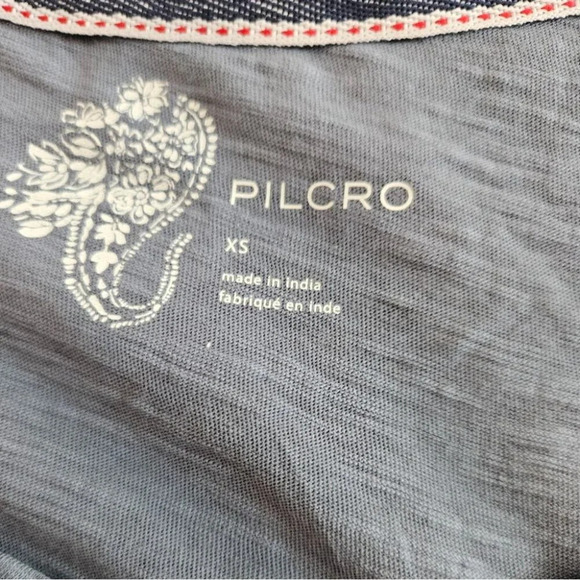 PILCRO
XS
made in India
fabriqué en Inde